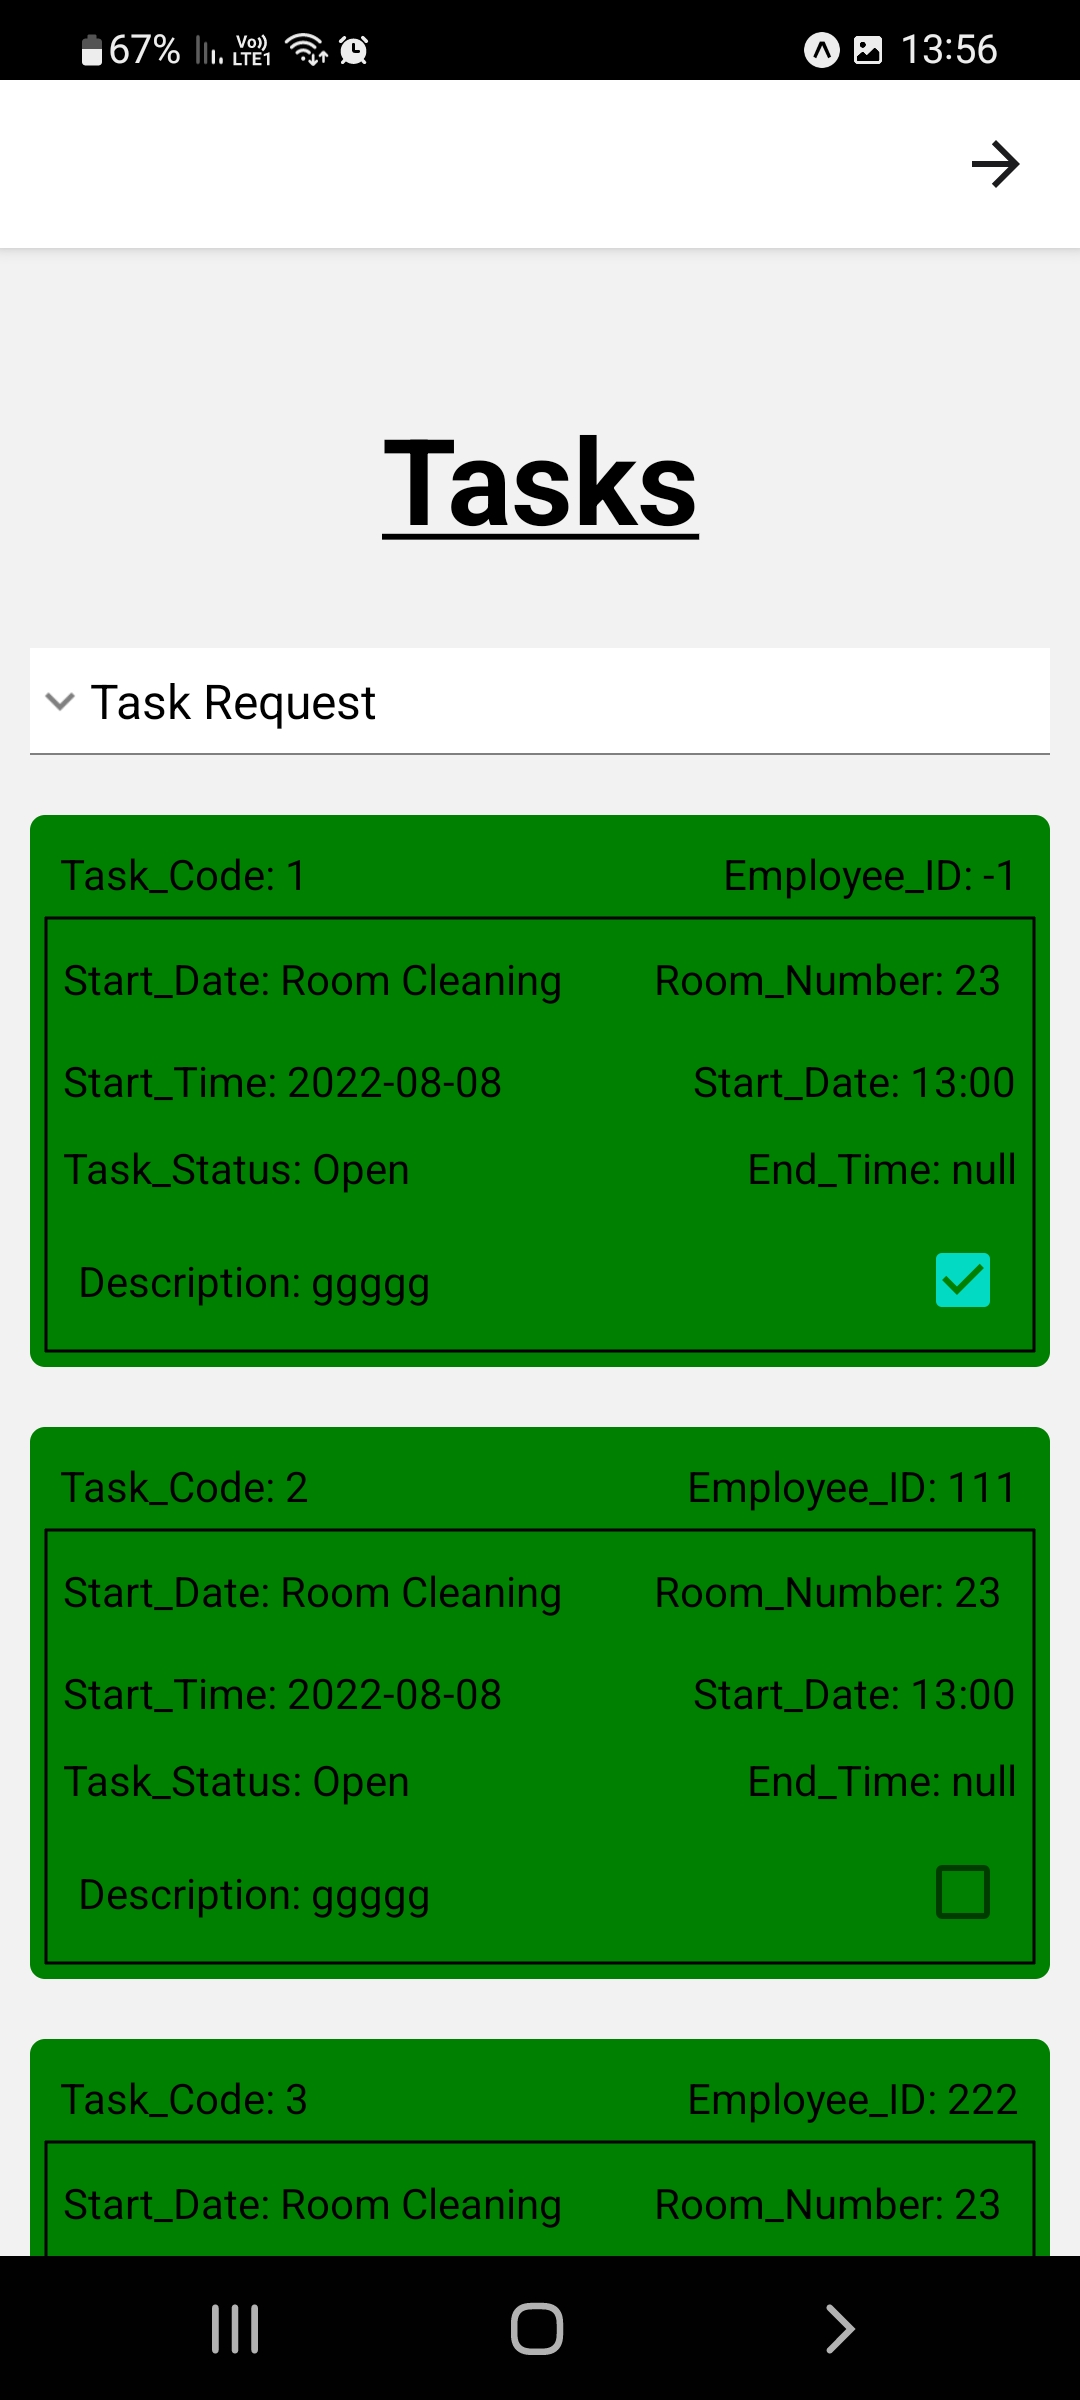 67% Vo)) LTE1 13:56
Tasks
Task Request
Task_Code: 1 Employee_ID: -1
Start_Date: Room Cleaning Room_Number: 23
Start_Time: 2022-08-08 Start_Date: 13:00
Task_Status: Open End_Time: null
Description: ggggg
Task_Code: 2 Employee_ID: 111
Start_Date: Room Cleaning Room_Number: 23
Start_Time: 2022-08-08 Start_Date: 13:00
Task_Status: Open End_Time: null
Description: ggggg
Task_Code: 3 Employee_ID: 222
Start_Date: Room Cleaning Room_Number: 23